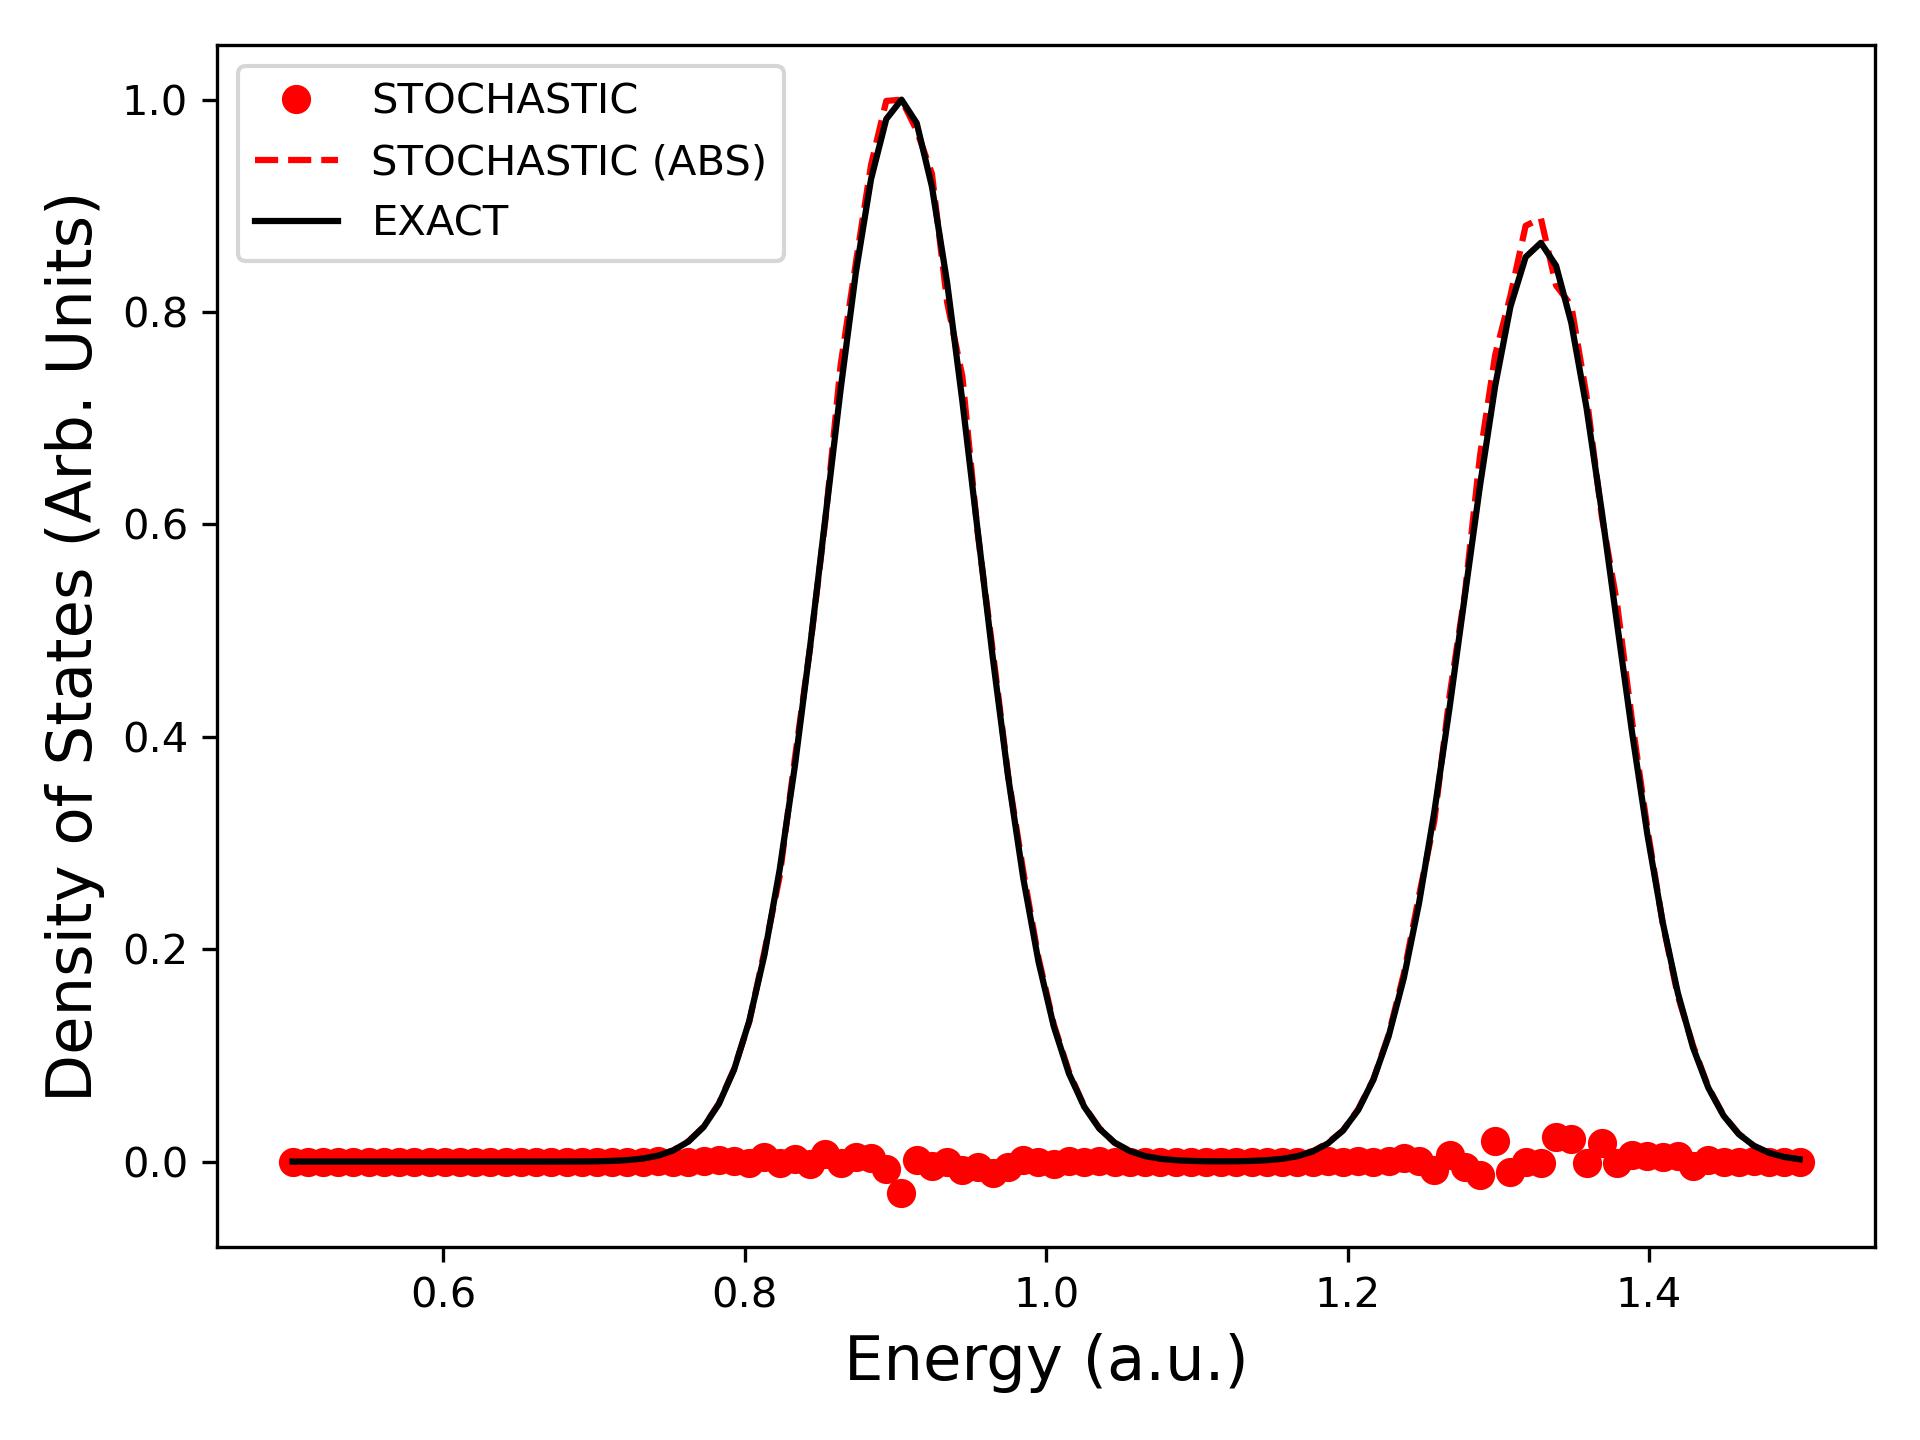 STOCHASTIC
STOCHASTIC (ABS)
EXACT
Density of States (Arb. Units)
1.0
0.8
0.6
0.4
0.2
0.0
0.6 0.8 1.0 1.2 1.4
Energy (a.u.)